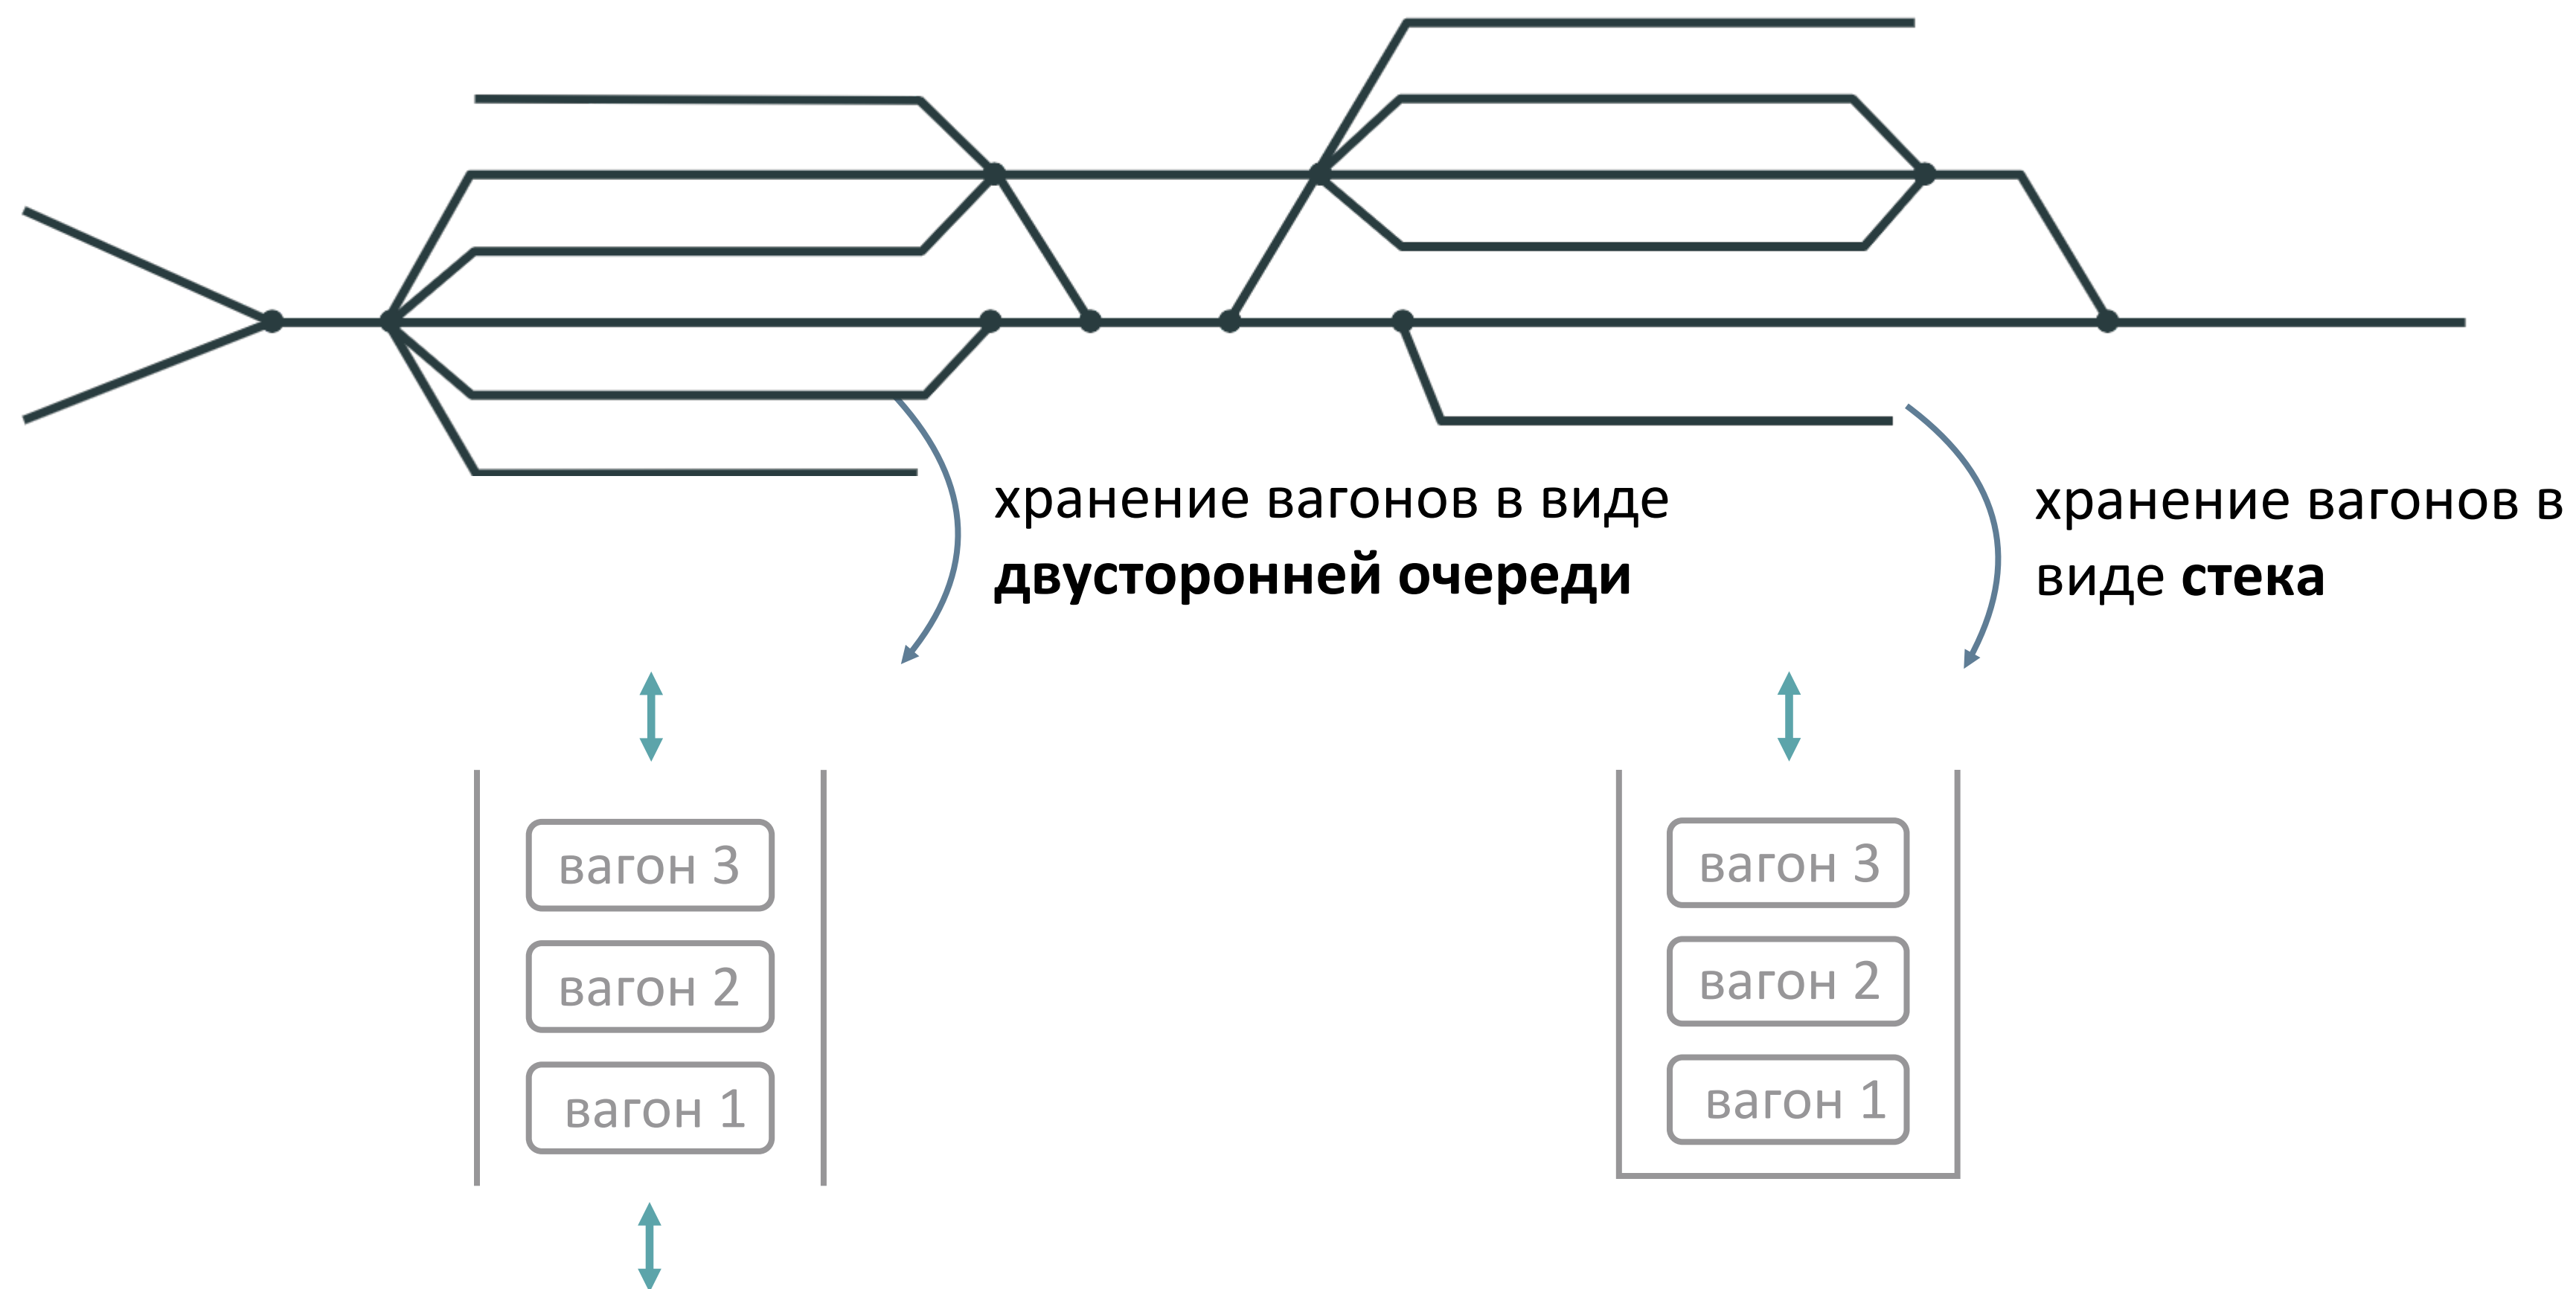 хранение вагонов в виде
двусторонней очереди
хранение вагонов в
виде стека
вагон 3
вагон 2
вагон 1
вагон 3
вагон 2
вагон 1